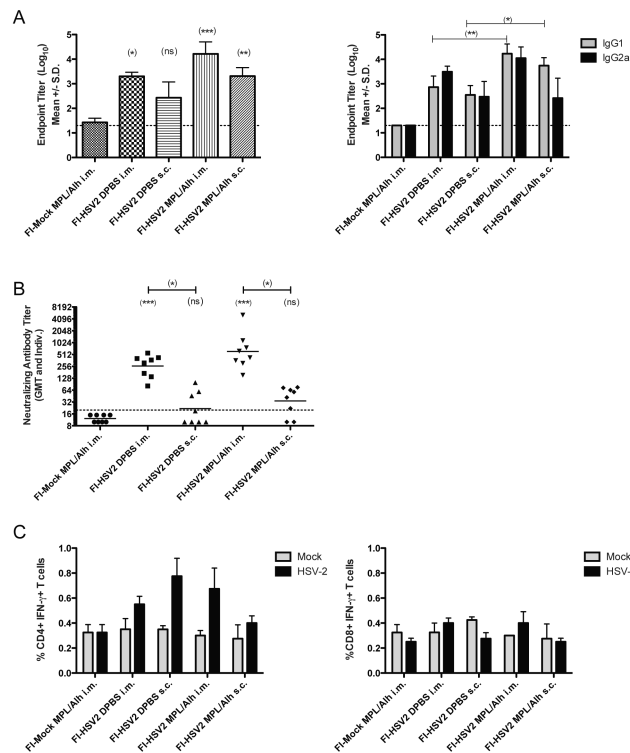 A
Endpoint Titer (Log10)
Mean +/- S.D.
5
4
3
2
1
0
(*)
(ns)
(***)
(**)
FI-Mock MPL/Alh i.m.
FI-HSV2 DPBS i.m.
FI-HSV2 DPBS s.c.
FI-HSV2 MPL/Alh i.m.
FI-HSV2 MPL/Alh s.c.
Endpoint Titer (Log10)
Mean +/- S.D.
5
4
3
2
1
0
(*)
(**)
IgG1
IgG2a
FI-Mock MPL/Alh i.m.
FI-HSV2 DPBS i.m.
FI-HSV2 DPBS s.c.
FI-HSV2 MPL/Alh i.m.
FI-HSV2 MPL/Alh s.c.
B
Neutralizing Antibody Titer
(GMT and Indiv.)
8192
4096
2048
1024
512
256
128
64
32
16
8
(*)
(*)
(***)
(ns)
(***)
(ns)
FI-Mock MPL/Alh i.m.
FI-HSV2 DPBS i.m.
FI-HSV2 DPBS s.c.
FI-HSV2 MPL/Alh i.m.
FI-HSV2 MPL/Alh s.c.
C
% CD4+ IFN-γ+ T cells
1.0
0.8
0.6
0.4
0.2
0.0
Mock
HSV-2
FI-Mock MPL/Alh i.m.
FI-HSV2 DPBS i.m.
FI-HSV2 DPBS s.c.
FI-HSV2 MPL/Alh i.m.
FI-HSV2 MPL/Alh s.c.
%CD8+ IFN-γ+ T cells
1.0
0.8
0.6
0.4
0.2
0.0
Mock
HSV-
FI-Mock MPL/Alh i.m.
FI-HSV2 DPBS i.m.
FI-HSV2 DPBS s.c.
FI-HSV2 MPL/Alh i.m.
FI-HSV2 MPL/Alh s.c.